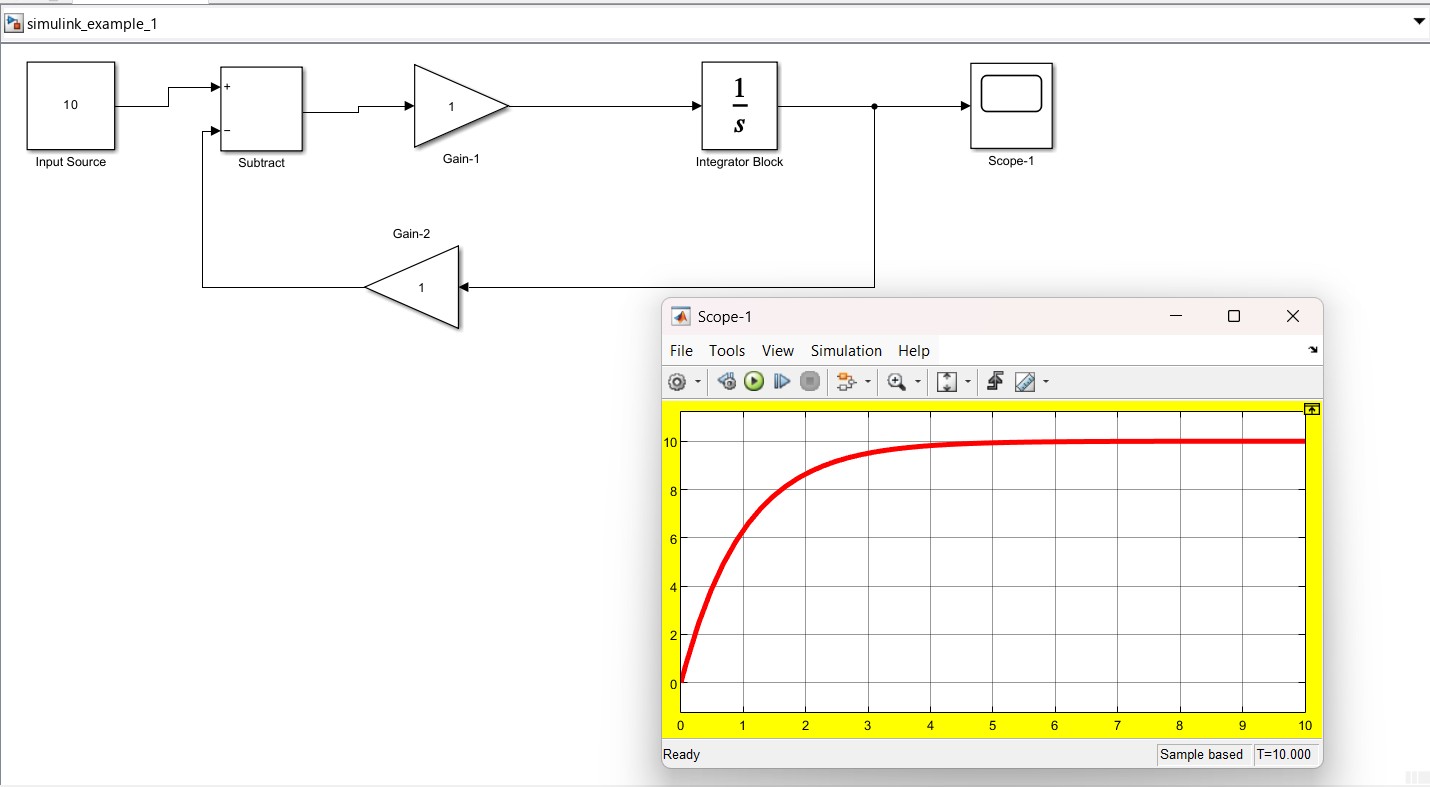 simulink_example_1
10
+
−
1
1
s
Input Source
Subtract
Gain-1
Integrator Block
Scope-1
Gain-2
1
Scope-1
File Tools View Simulation Help
10
8
6
4
2
0
0 1 2 3 4 5 6 7 8 9 10
Ready Sample based T=10.000